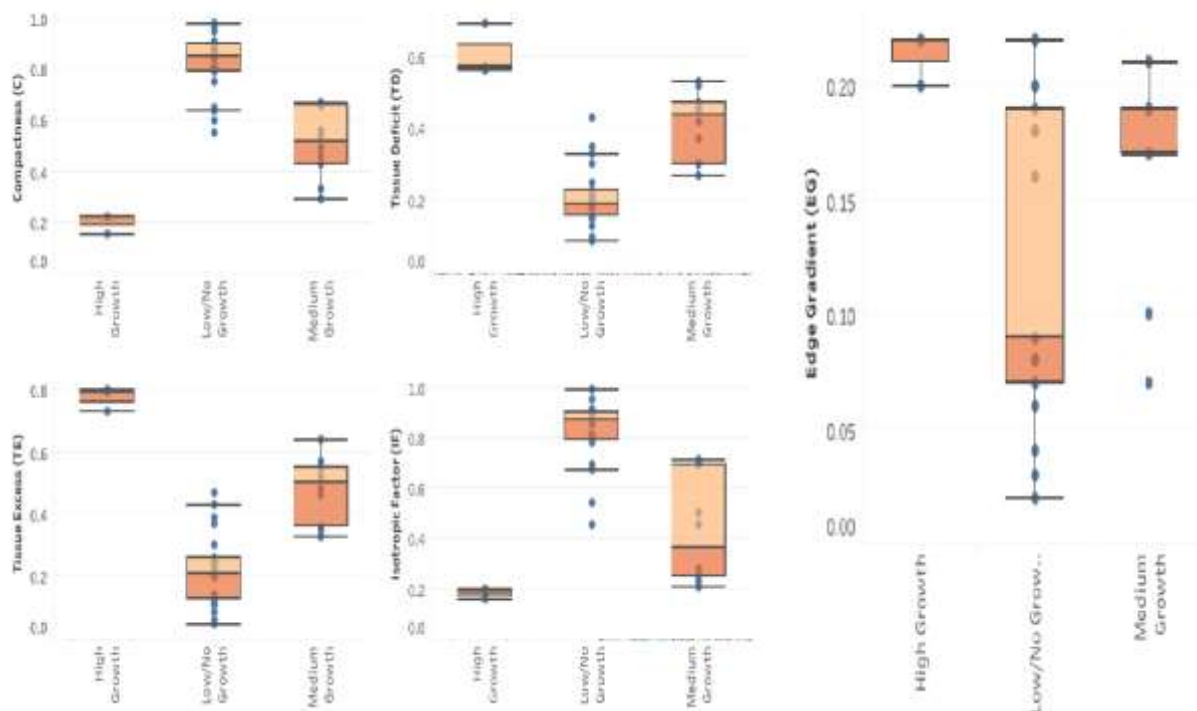 Compactness (C)
1.0
0.8
0.6
0.4
0.2
0.0
High
Growth
Low/No
Growth
Medium
Growth
Tissue Deficit (TD)
0.6
0.4
0.2
0.0
High
Growth
Low/No
Growth
Medium
Growth
Tissue Excess (TE)
0.8
0.6
0.4
0.2
0.0
High
Growth
Low/No
Growth
Medium
Growth
Isotropic Factor (IF)
1.0
0.8
0.6
0.4
0.2
0.0
High
Growth
Low/No
Growth
Medium
Growth
Edge Gradient (EG)
0.20
0.15
0.10
0.05
0.00
High Growth
Low/No Grow..
Medium
Growth